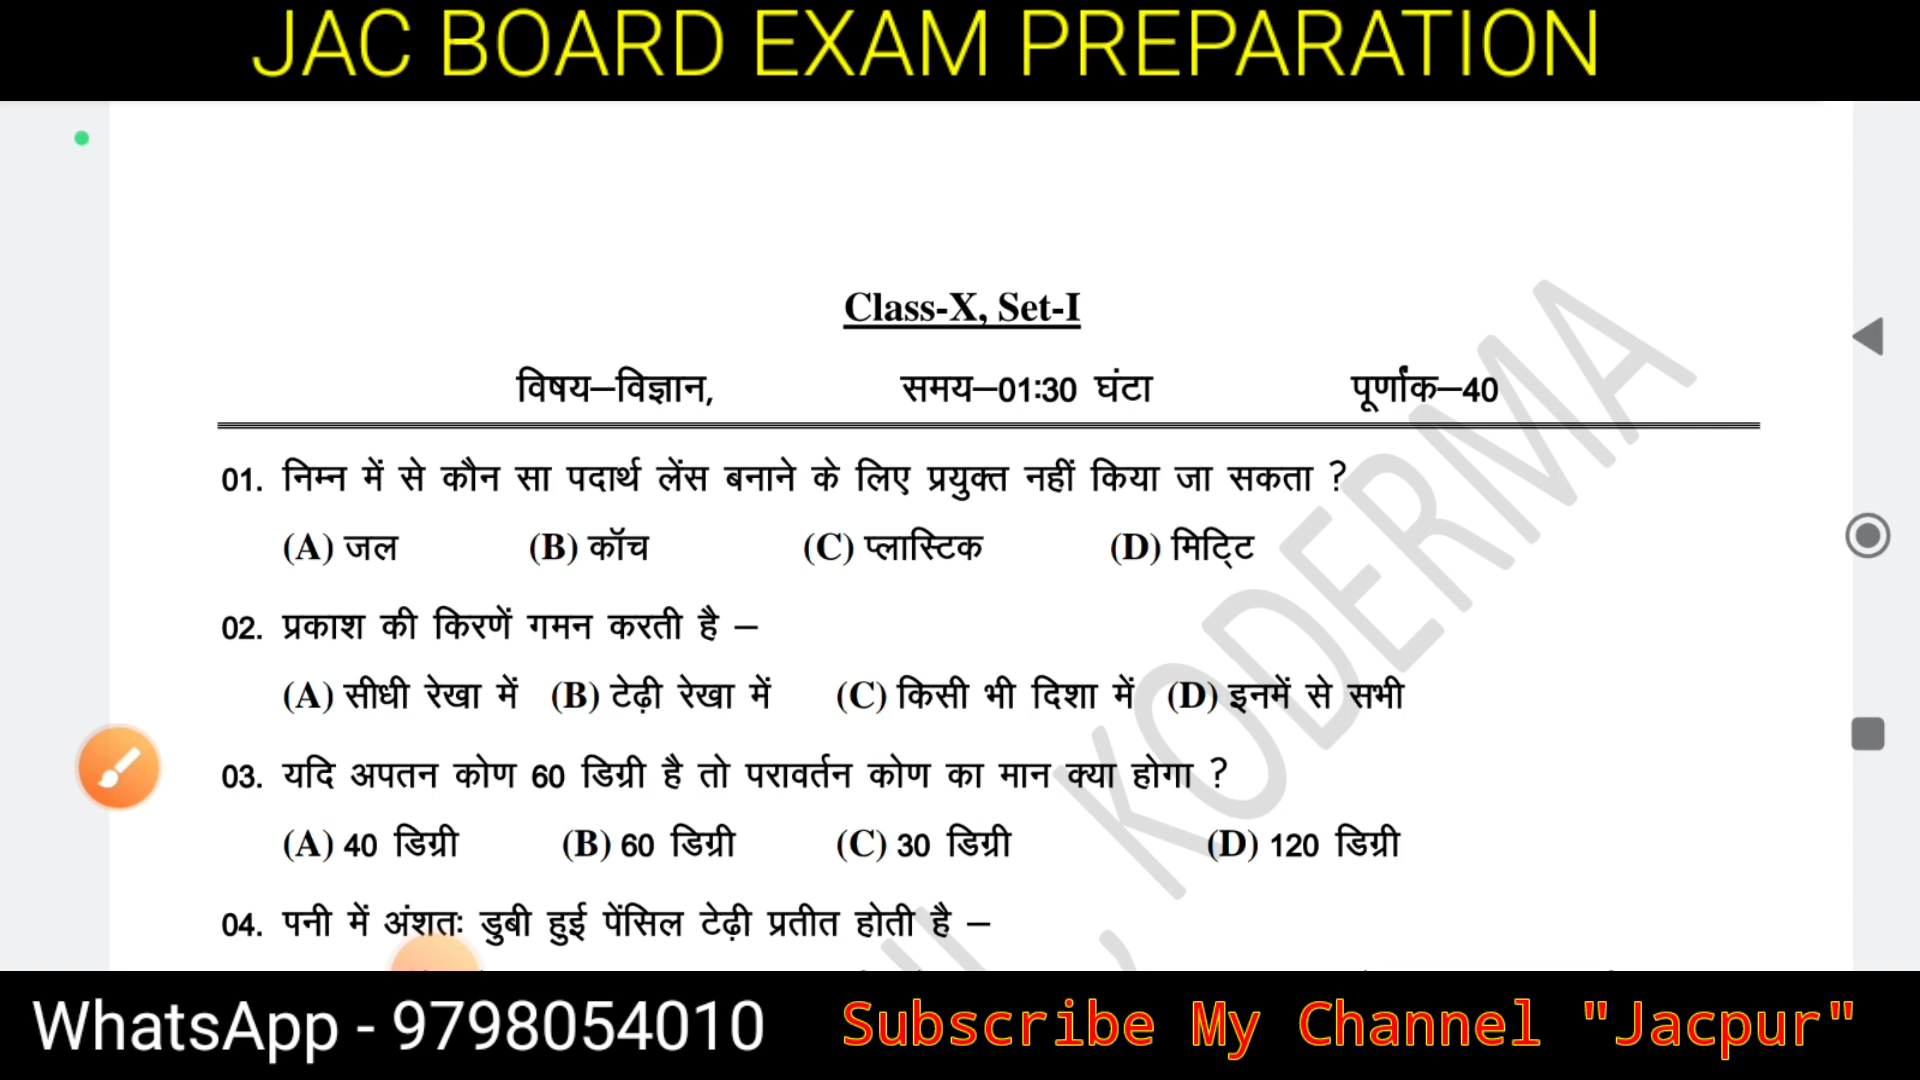 JAC BOARD EXAM PREPARATION
Class-X, Set-I
विषय–विज्ञान, समय–01:30 घंटा पूर्णांक–40
01. निम्न में से कौन सा पदार्थ लेंस बनाने के लिए प्रयुक्त नहीं किया जा सकता ?
(A) जल (B) कॉच (C) प्लास्टिक (D) मिट्टि
02. प्रकाश की किरणें गमन करती है –
(A) सीधी रेखा में (B) टेढ़ी रेखा में (C) किसी भी दिशा में (D) इनमें से सभी
03. यदि अपतन कोण 60 डिग्री है तो परावर्तन कोण का मान क्या होगा ?
(A) 40 डिग्री (B) 60 डिग्री (C) 30 डिग्री (D) 120 डिग्री
04. पनी में अंशतः डुबी हुई पेंसिल टेढ़ी प्रतीत होती है –
, KODERMA
WhatsApp - 9798054010 Subscribe My Channel "Jacpur"